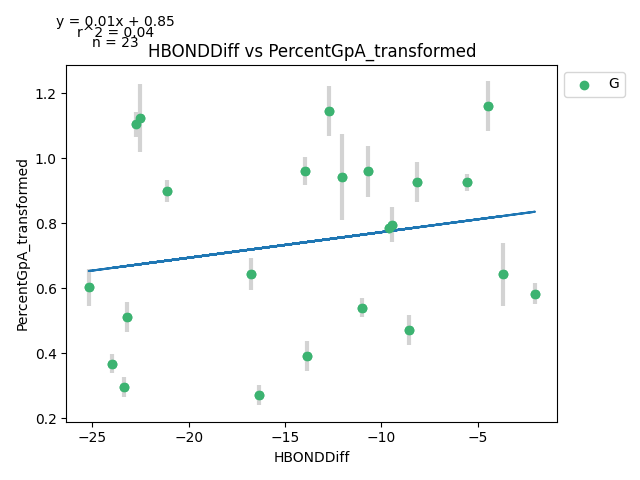 y = 0.01x + 0.85
r^2 = 0.04
n = 23
HBONDDiff vs PercentGpA_transformed
G
PercentGpA_transformed
1.2
1.0
0.8
0.6
0.4
0.2
−25
−20
−15
−10
−5
HBONDDiff